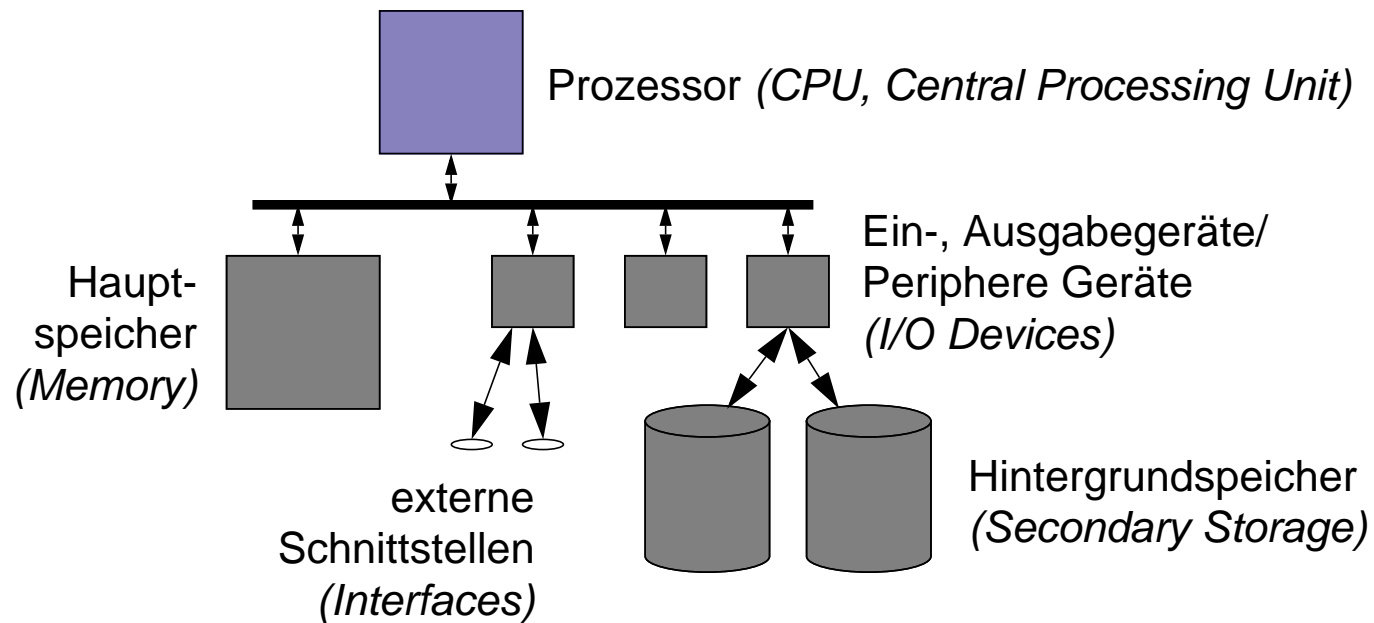 Prozessor (CPU, Central Processing Unit)
Ein-, Ausgabegeräte/
Periphere Geräte
(I/O Devices)
Haupt-
speicher
(Memory)
Hintergrundspeicher
(Secondary Storage)
externe
Schnittstellen
(Interfaces)